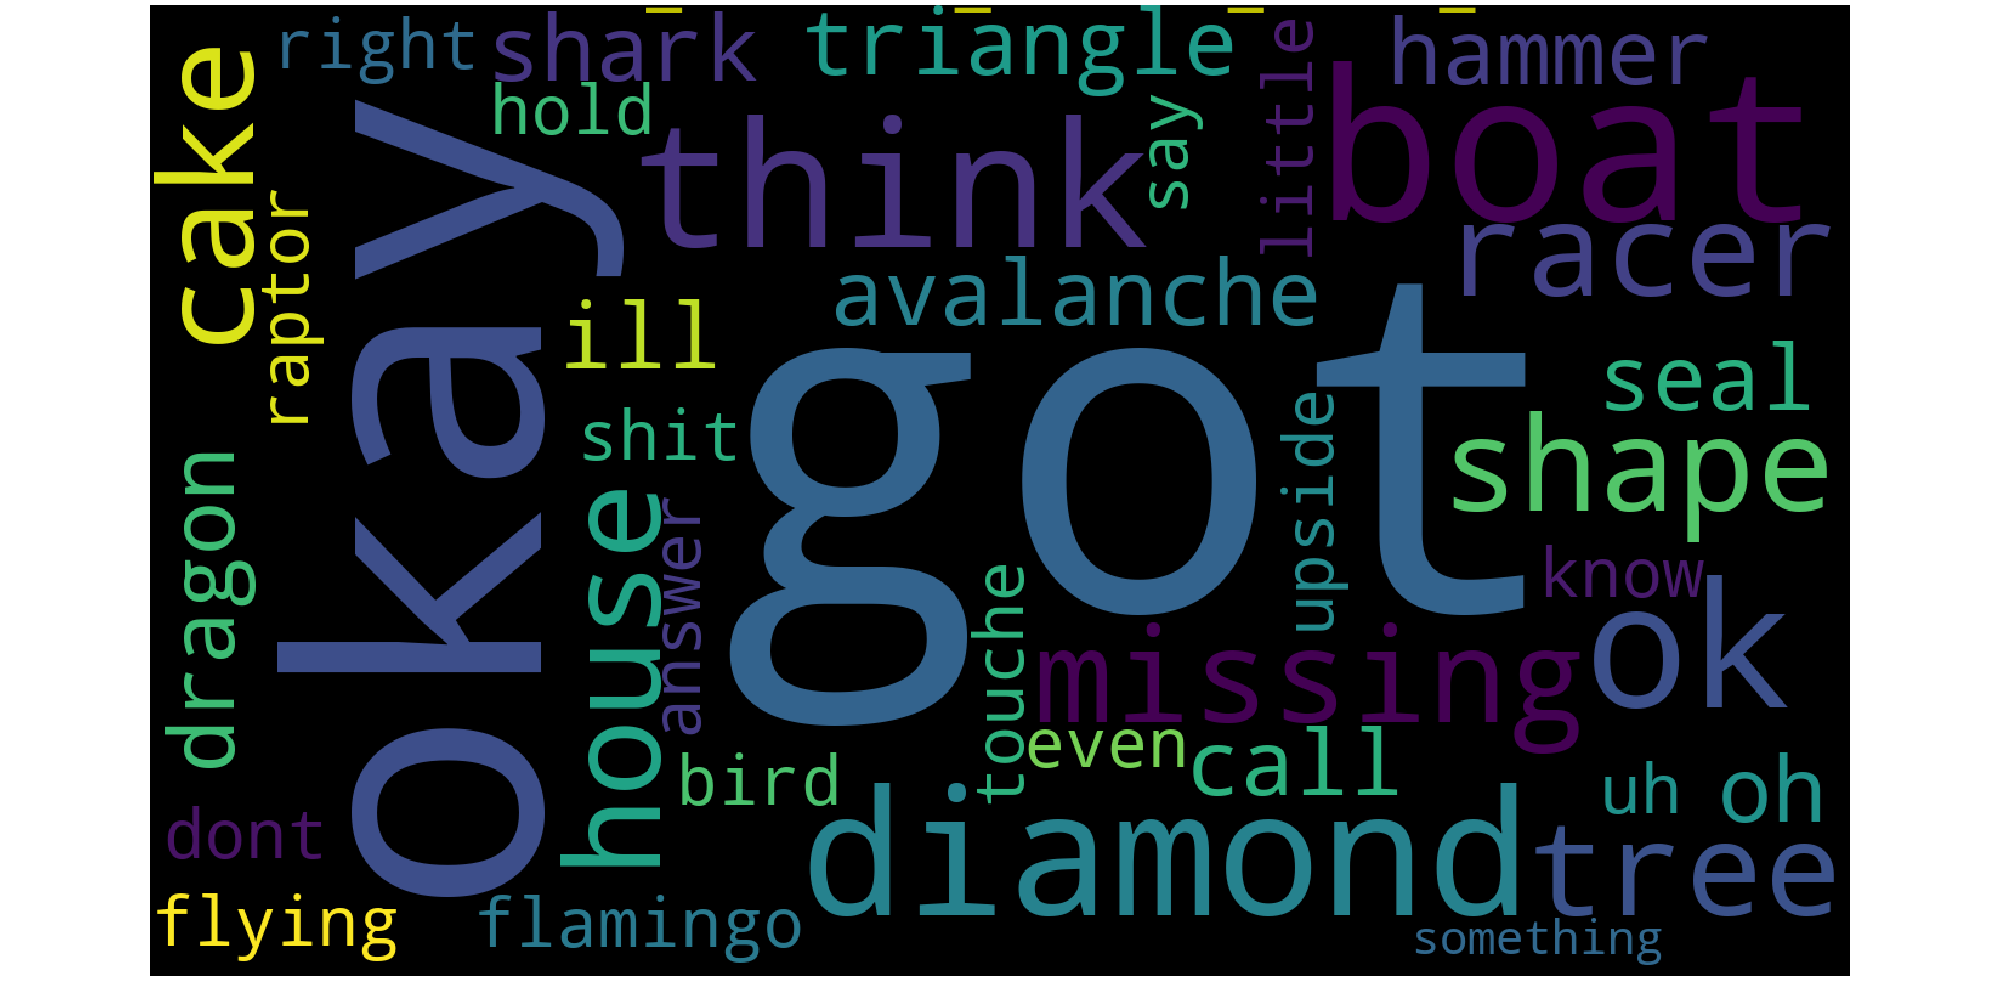 right
shark
triangle
hammer
cake
hold
think
say
little
boat
raptor
okay
racer
avalanche
ill
got
seal
shit
upside
shape
dragon
house
answer
touche
know
missing
ok
even
call
bird
diamond
uh
oh
dont
tree
flying
flamingo
something